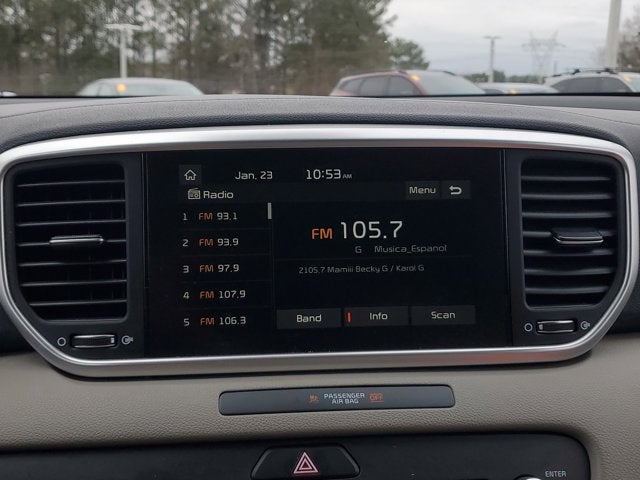 Jan. 23 10:53 AM
Radio Menu
1 FM 93.1
2 FM 93.9
3 FM 97.9
4 FM 107.9
5 FM 106.3
FM 105.7
G Musica_Espanol
2105.7 Mamiii Becky G / Karol G
Band Info Scan
PASSENGER
AIR BAG OFF
ENTER